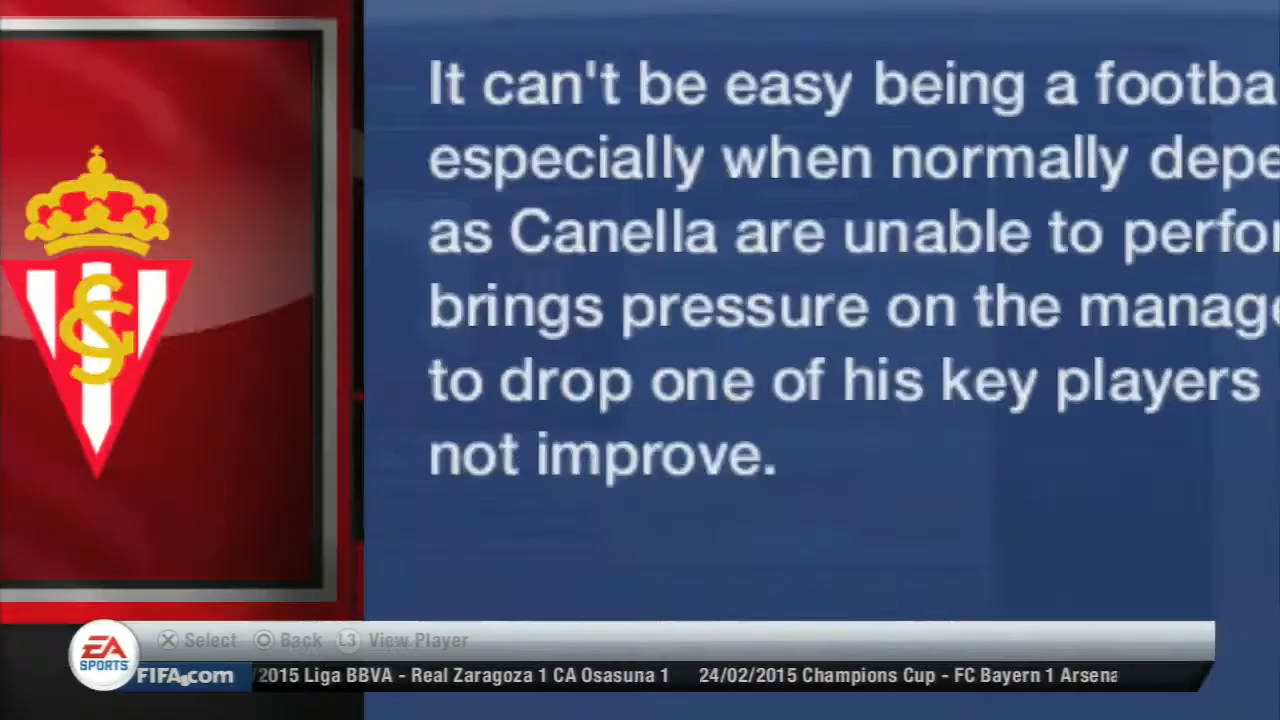 It can't be easy being a footba
especially when normally depe
as Canella are unable to perfor
brings pressure on the manage
to drop one of his key players
not improve.
SG
EA
SPORTS
Select Back L3 View Player
FIFA.com
/2015 Liga BBVA - Real Zaragoza 1 CA Osasuna 1 24/02/2015 Champions Cup - FC Bayern 1 Arsena